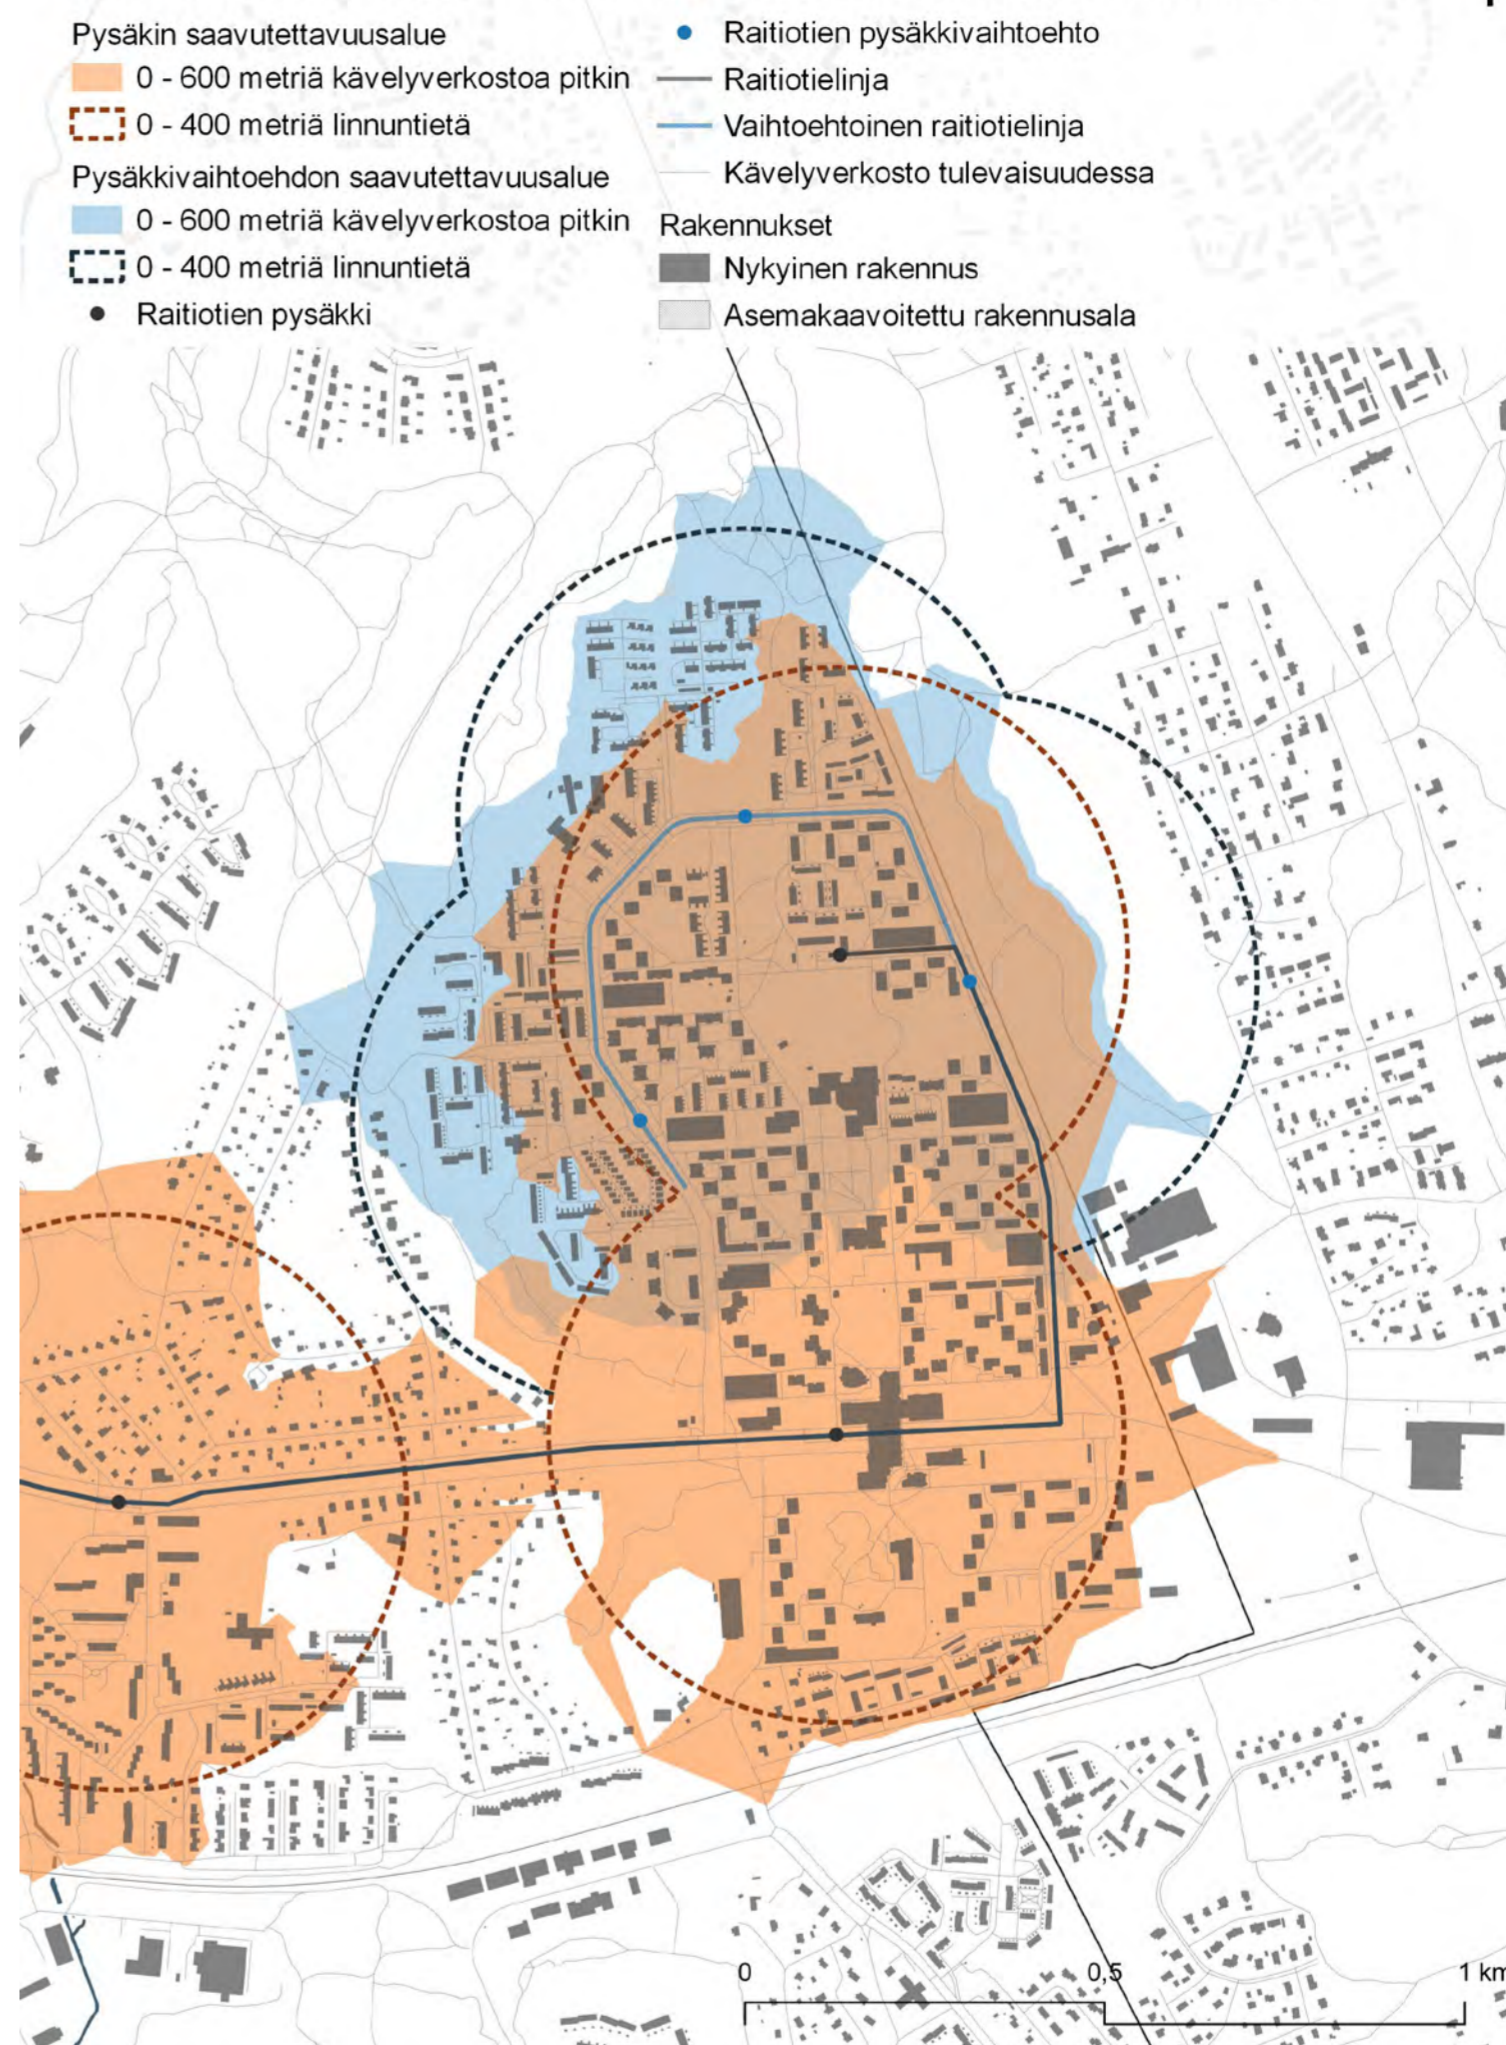 Pysäkin saavutettavuusalue
0 - 600 metriä kävelyverkostoa pitkin
0 - 400 metriä linnuntietä
Pysäkkivaihtoehdon saavutettavuusalue
0 - 600 metriä kävelyverkostoa pitkin
0 - 400 metriä linnuntietä
Raitiotien pysäkki
Raitiotien pysäkkivaihtoehto
Raitiotielinja
Vaihtoehtoinen raitiotielinja
Kävelyverkosto tulevaisuudessa
Rakennukset
Nykyinen rakennus
Asemakaavoitettu rakennusala
0 0,5 1 km